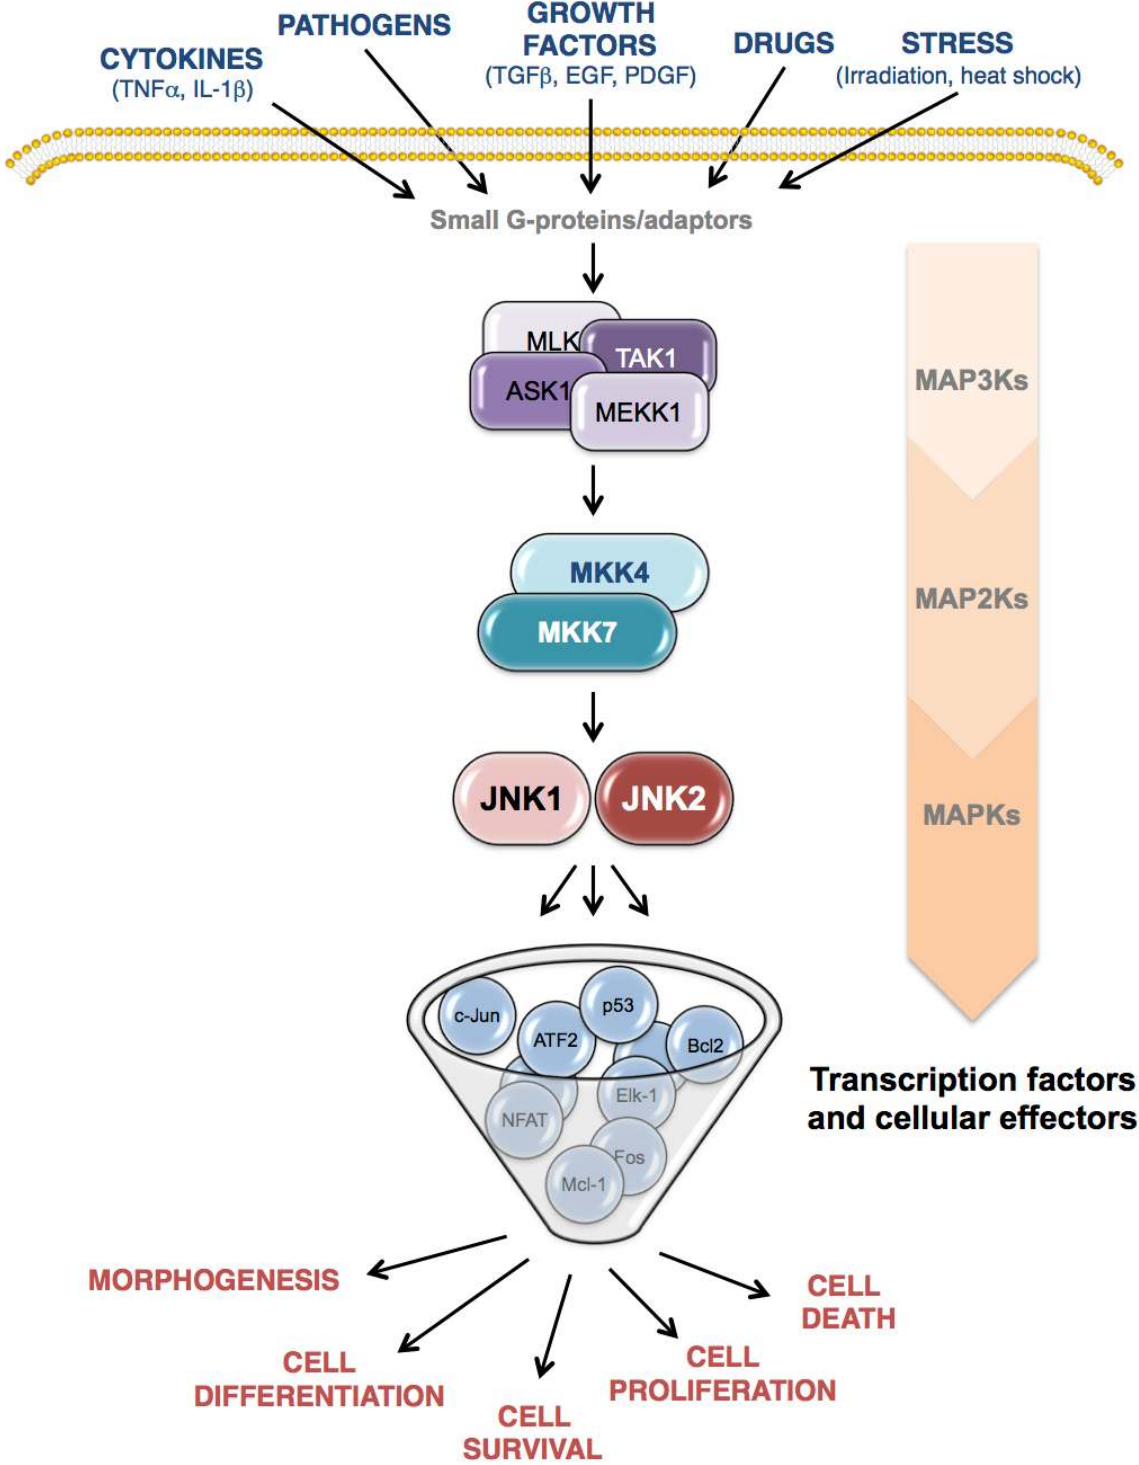 PATHOGENS
GROWTH
FACTORS
(TGFβ, EGF, PDGF)
CYTOKINES
(TNFα, IL-1β)
DRUGS
STRESS
(Irradiation, heat shock)
Small G-proteins/adaptors
MLK
TAK1
ASK1
MEKK1
MAP3Ks
MKK4
MKK7
MAP2Ks
JNK1
JNK2
MAPKs
c-Jun
p53
ATF2
Bcl2
NFAT
Elk-1
Fos
Mcl-1
Transcription factors
and cellular effectors
MORPHOGENESIS
CELL
DIFFERENTIATION
CELL
SURVIVAL
CELL
PROLIFERATION
CELL
DEATH